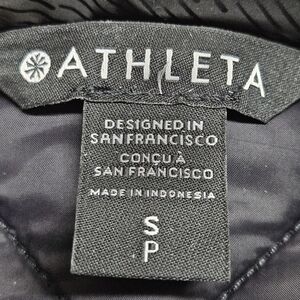 ATHLETA
DESIGNED IN
SAN FRANCISCO
CONÇU À
SAN FRANCISCO
MADE IN INDONESIA
S
P